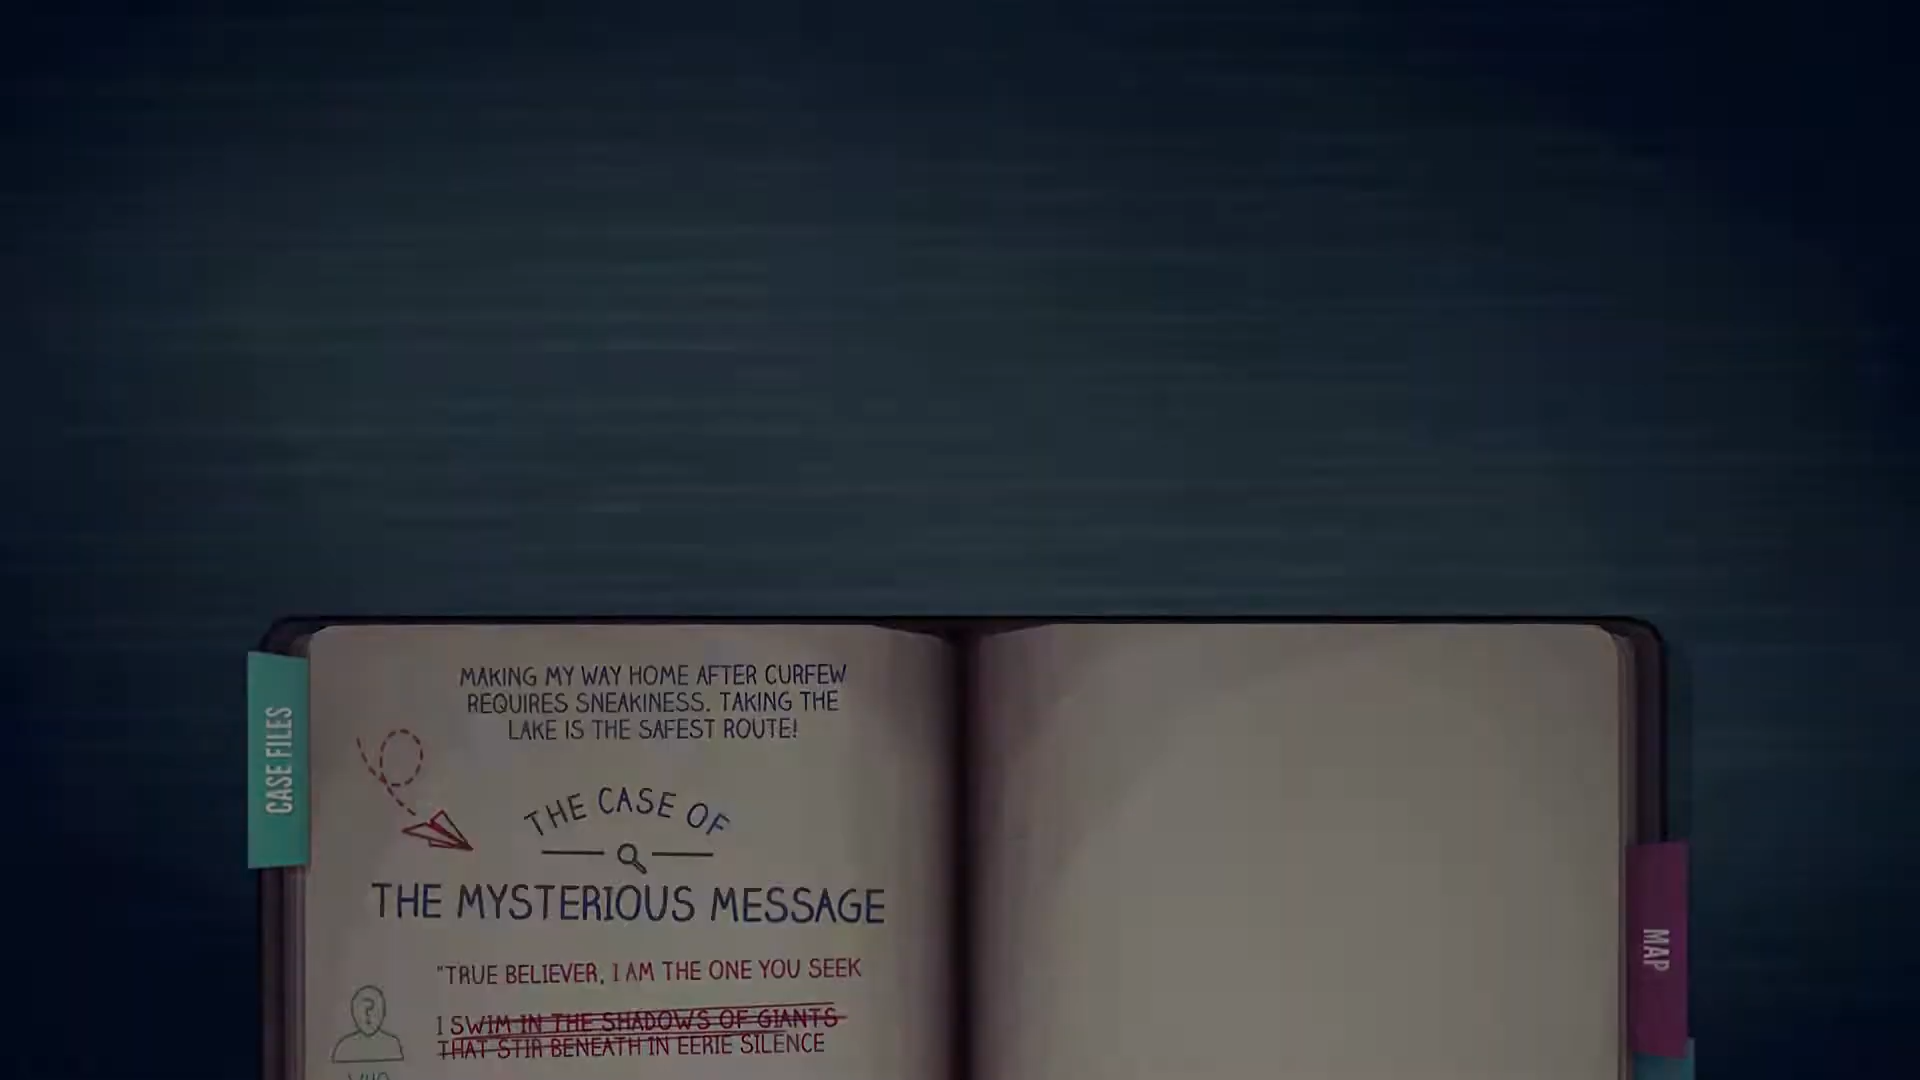 MAKING MY WAY HOME AFTER CURFEW
REQUIRES SNEAKINESS. TAKING THE
LAKE IS THE SAFEST ROUTE!
CASE FILES
THE CASE OF
THE MYSTERIOUS MESSAGE
MAP
"TRUE BELIEVER, I AM THE ONE YOU SEEK
?
I SWIM IN THE SHADOWS OF GIANTS
THAT STIR BENEATH IN EERIE SILENCE
WHO